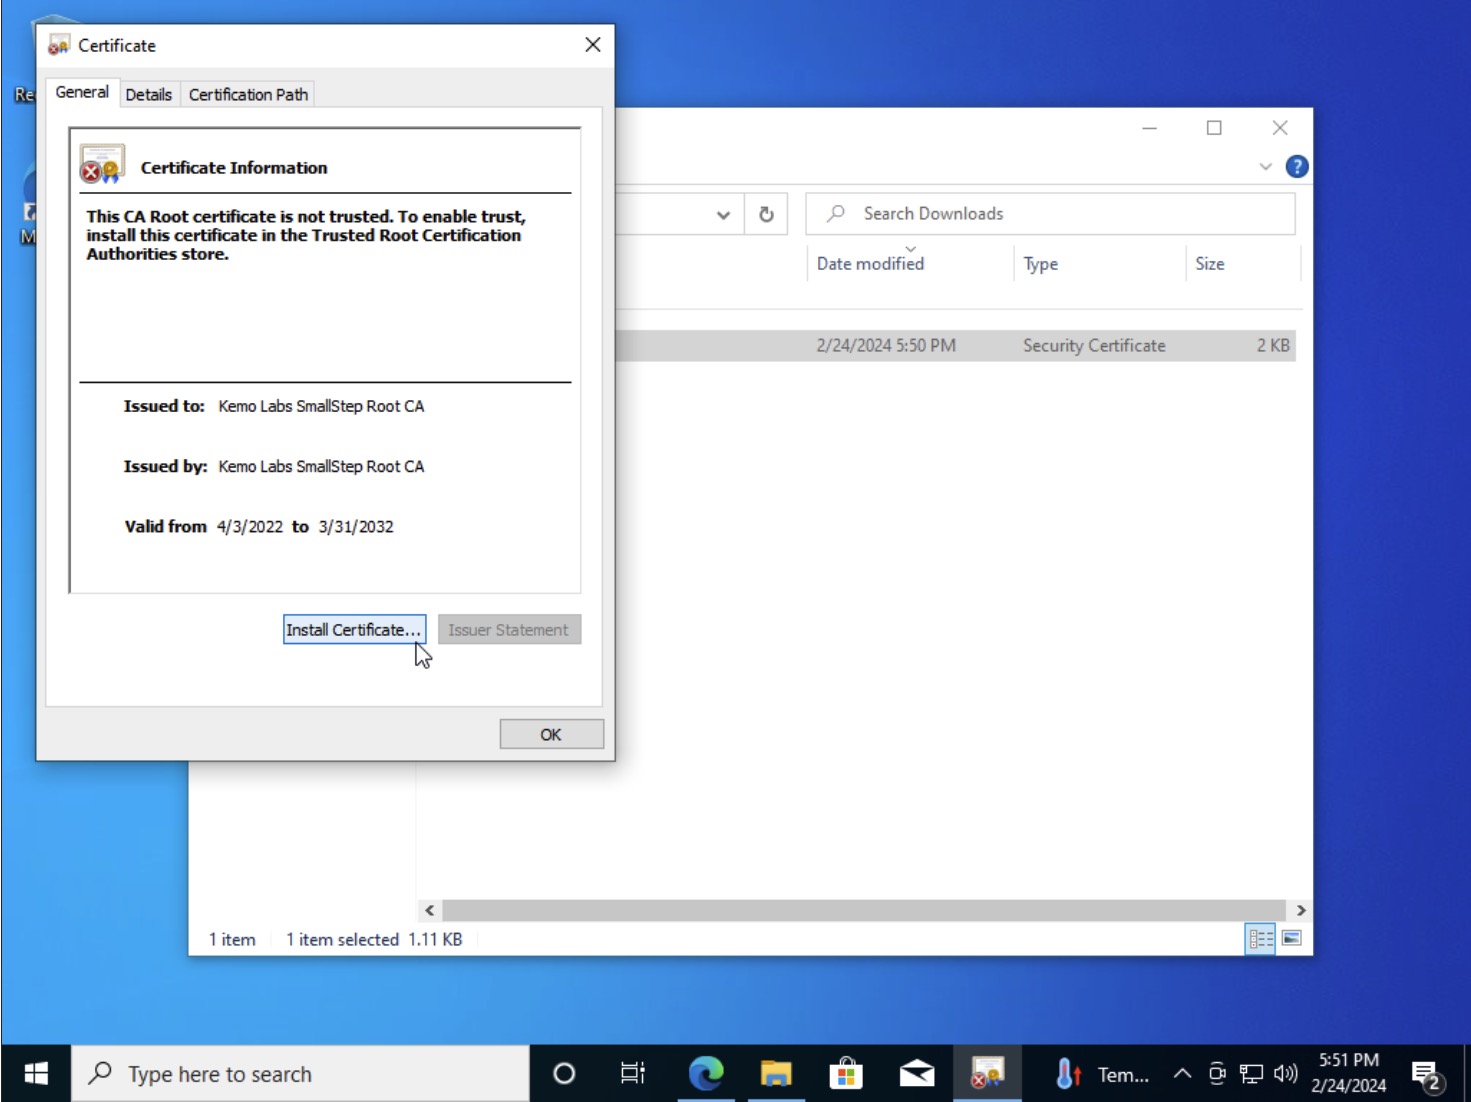 Certificate
General Details Certification Path
Certificate Information
This CA Root certificate is not trusted. To enable trust,
install this certificate in the Trusted Root Certification
Authorities store.
Issued to: Kemo Labs SmallStep Root CA
Issued by: Kemo Labs SmallStep Root CA
Valid from 4/3/2022 to 3/31/2032
Install Certificate... Issuer Statement
OK
Re
M
?
Search Downloads
Date modified Type Size
2/24/2024 5:50 PM Security Certificate 2 KB
1 item 1 item selected 1.11 KB
Type here to search
Tem...
5:51 PM
2/24/2024
2